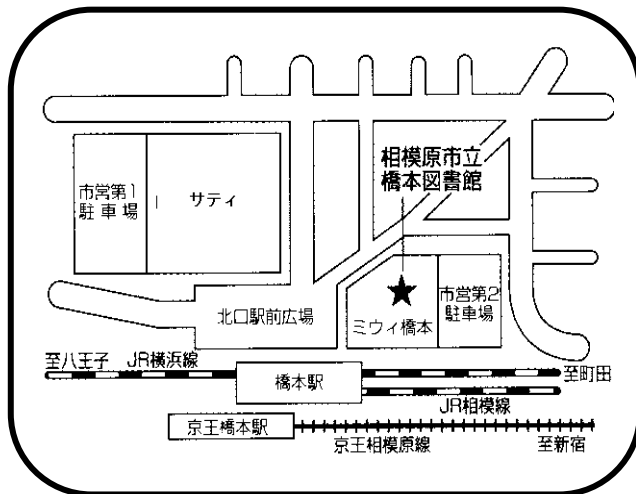 相模原市立
橋本図書館
市営第1
駐車場
サティ
北口駅前広場
ミウィ橋本
市営第2
駐車場
至八王子
JR横浜線
橋本駅
至町田
JR相模線
京王橋本駅
京王相模原線
至新宿